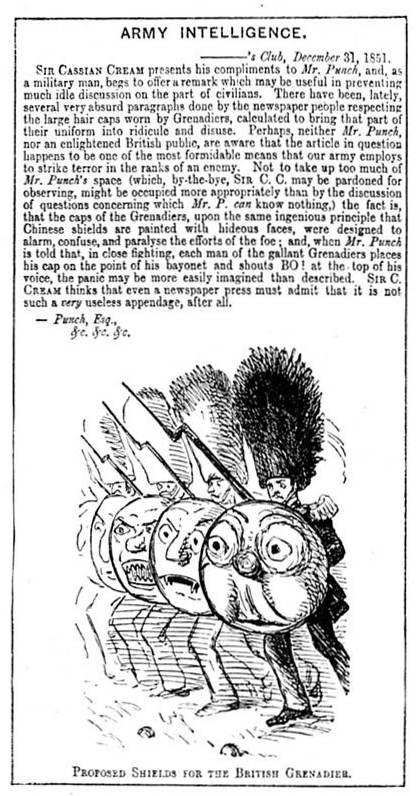 ARMY INTELLIGENCE.
———'s Club, December 31, 1851.
SIR CASSIAN CREAM presents his compliments to Mr. Punch, and, as
a military man, begs to offer a remark which may be useful in preventing
much idle discussion on the part of civilians. There have been, lately,
several very absurd paragraphs done by the newspaper people respecting
the large hair caps worn by Grenadiers, calculated to bring that part of
their uniform into ridicule and disuse. Perhaps, neither Mr. Punch,
nor an enlightened British public, are aware that the article in question
happens to be one of the most formidable means that our army employs
to strike terror in the ranks of an enemy. Not to take up too much of
Mr. Punch's space (which, by-the-bye, SIR C. C. may be pardoned for
observing, might be occupied more appropriately than by the discussion
of questions concerning which Mr. P. can know nothing,) the fact is,
that the caps of the Grenadiers, upon the same ingenious principle that
Chinese shields are painted with hideous faces, were designed to
alarm, confuse, and paralyse the efforts of the foe; and, when Mr. Punch
is told that, in close fighting, each man of the gallant Grenadiers places
his cap on the point of his bayonet and shouts BO! at the top of his
voice, the panic may be more easily imagined than described. SIR C.
CREAM thinks that even a newspaper press must admit that it is not
such a very useless appendage, after all.
— Punch, Esq.,
&c. &c. &c.
PROPOSED SHIELDS FOR THE BRITISH GRENADIER.